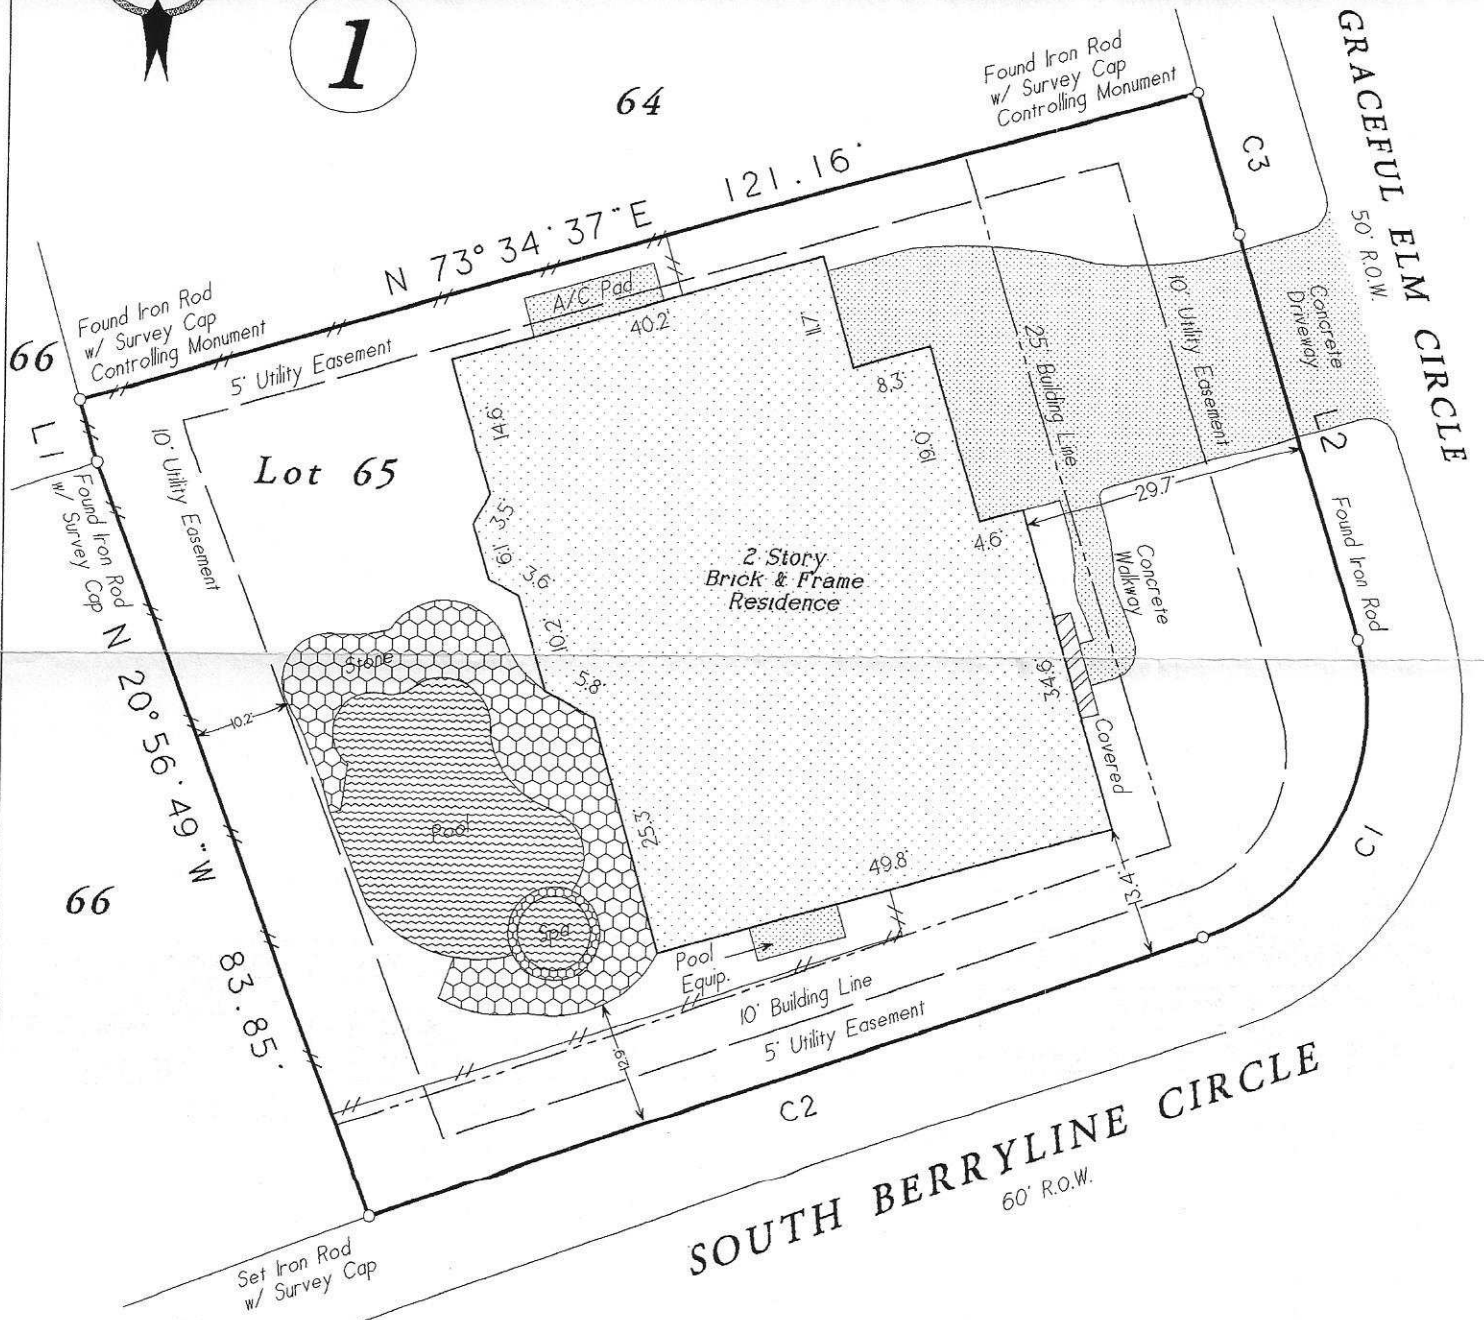 1
64
Found Iron Rod
w/ Survey Cap
Controlling Monument
GRACEFUL ELM CIRCLE
50' R.O.W.
C3
121.16'
N 73° 34' 37" E
Found Iron Rod
w/ Survey Cap
Controlling Monument
66
A/C Pad
40.2'
11.7'
8.3'
19.0'
4.6'
25' Building Line
10' Utility Easement
Concrete
Driveway
L2
29.7'
5' Utility Easement
L1
10' Utility Easement
Lot 65
14.6'
3.5'
6.1'
3.6'
10.2'
5.8'
25.3'
Found Iron Rod
w/ Survey Cap
2 Story
Brick & Frame
Residence
Concrete
Walkway
Found Iron Rod
34.6'
Covered
Stone
10.2'
N 20° 56' 49" W
83.85'
66
Pool
Spa
49.8'
13.4'
C1
Pool
Equip.
10' Building Line
5' Utility Easement
12.9'
C2
SOUTH BERRYLINE CIRCLE
60' R.O.W.
Set Iron Rod
w/ Survey Cap